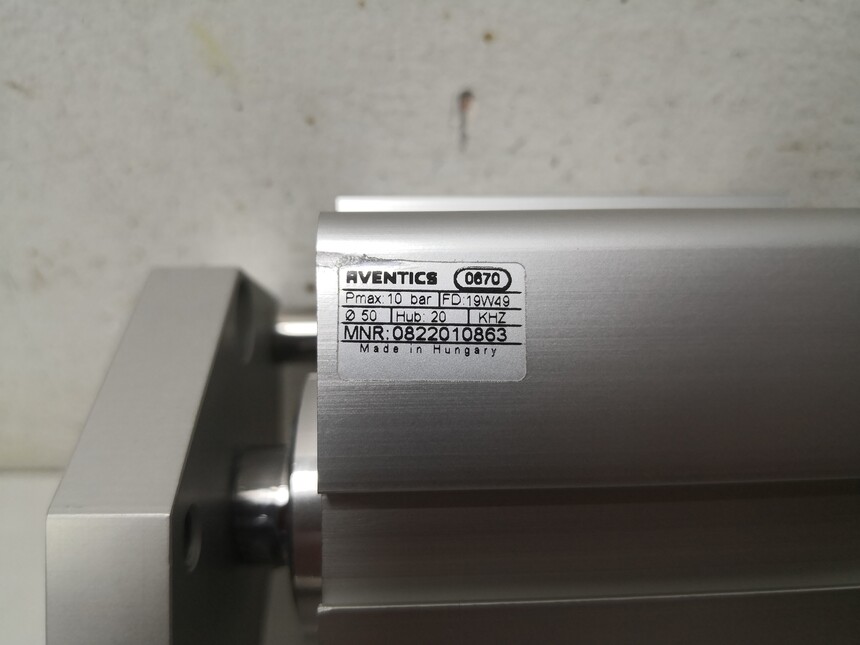 AVENTICS 0670
Pmax: 10 bar FD:19W49
Ø 50 Hub: 20 KHZ
MNR: 0822010863
Made in Hungary